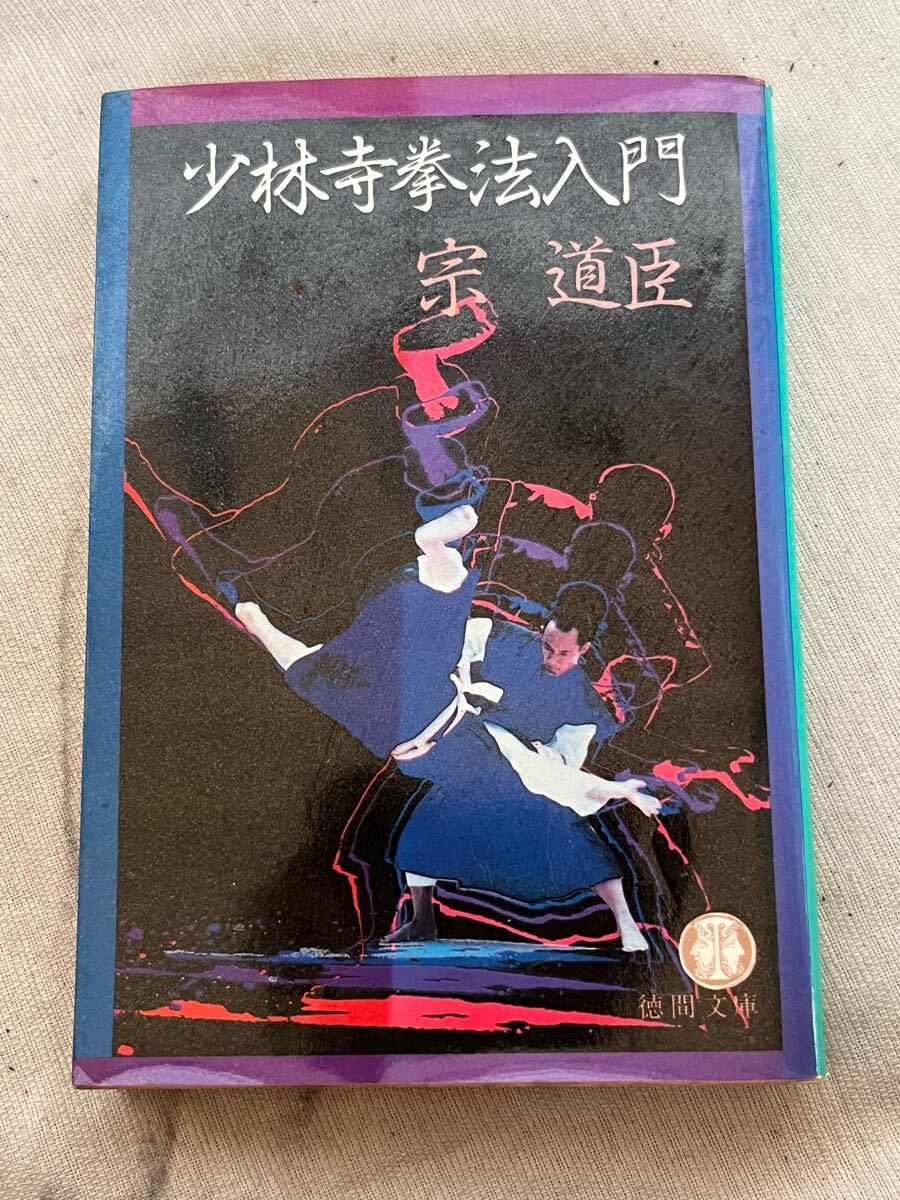 少林寺拳法入門
宗 道臣
徳間文庫